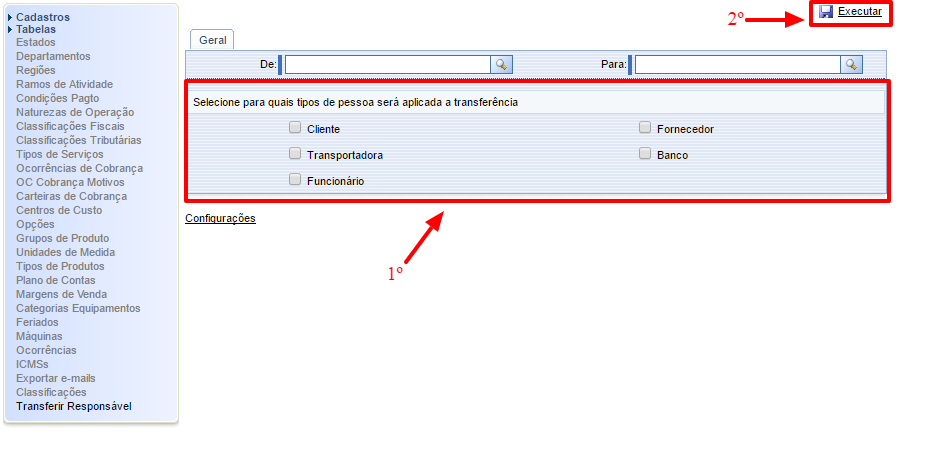 Cadastros
Tabelas
Estados
Departamentos
Regiões
Ramos de Atividade
Condições Pagto
Naturezas de Operação
Classificações Fiscais
Classificações Tributárias
Tipos de Serviços
Ocorrências de Cobrança
OC Cobrança Motivos
Carteiras de Cobrança
Centros de Custo
Opções
Grupos de Produto
Unidades de Medida
Tipos de Produtos
Plano de Contas
Margens de Venda
Categorias Equipamentos
Feriados
Máquinas
Ocorrências
ICMSs
Exportar e-mails
Classificações
Transferir Responsável
2º Executar
Geral
De: Para:
Selecione para quais tipos de pessoa será aplicada a transferência
Cliente Fornecedor
Transportadora Banco
Funcionário
Configurações
1º